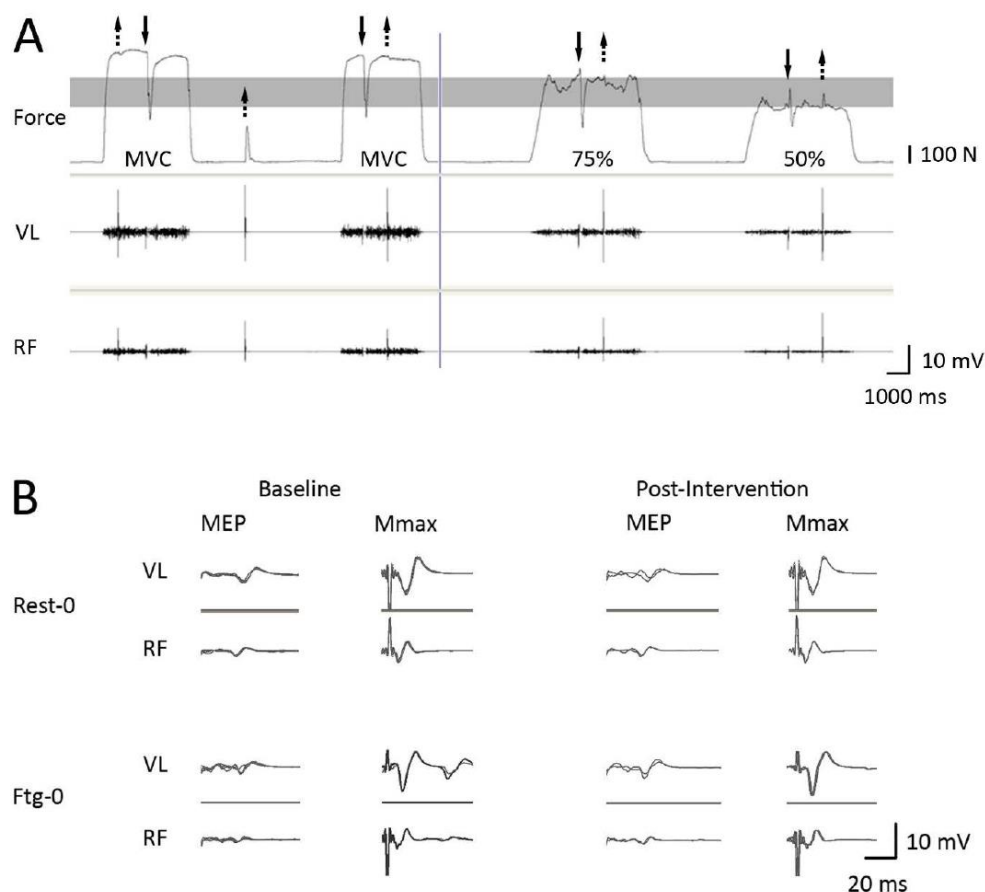 A
Force
MVC
MVC
75%
50%
100 N
VL
RF
10 mV
1000 ms
B
Baseline
Post-Intervention
MEP
Mmax
MEP
Mmax
VL
Rest-0
RF
VL
Ftg-0
RF
10 mV
20 ms